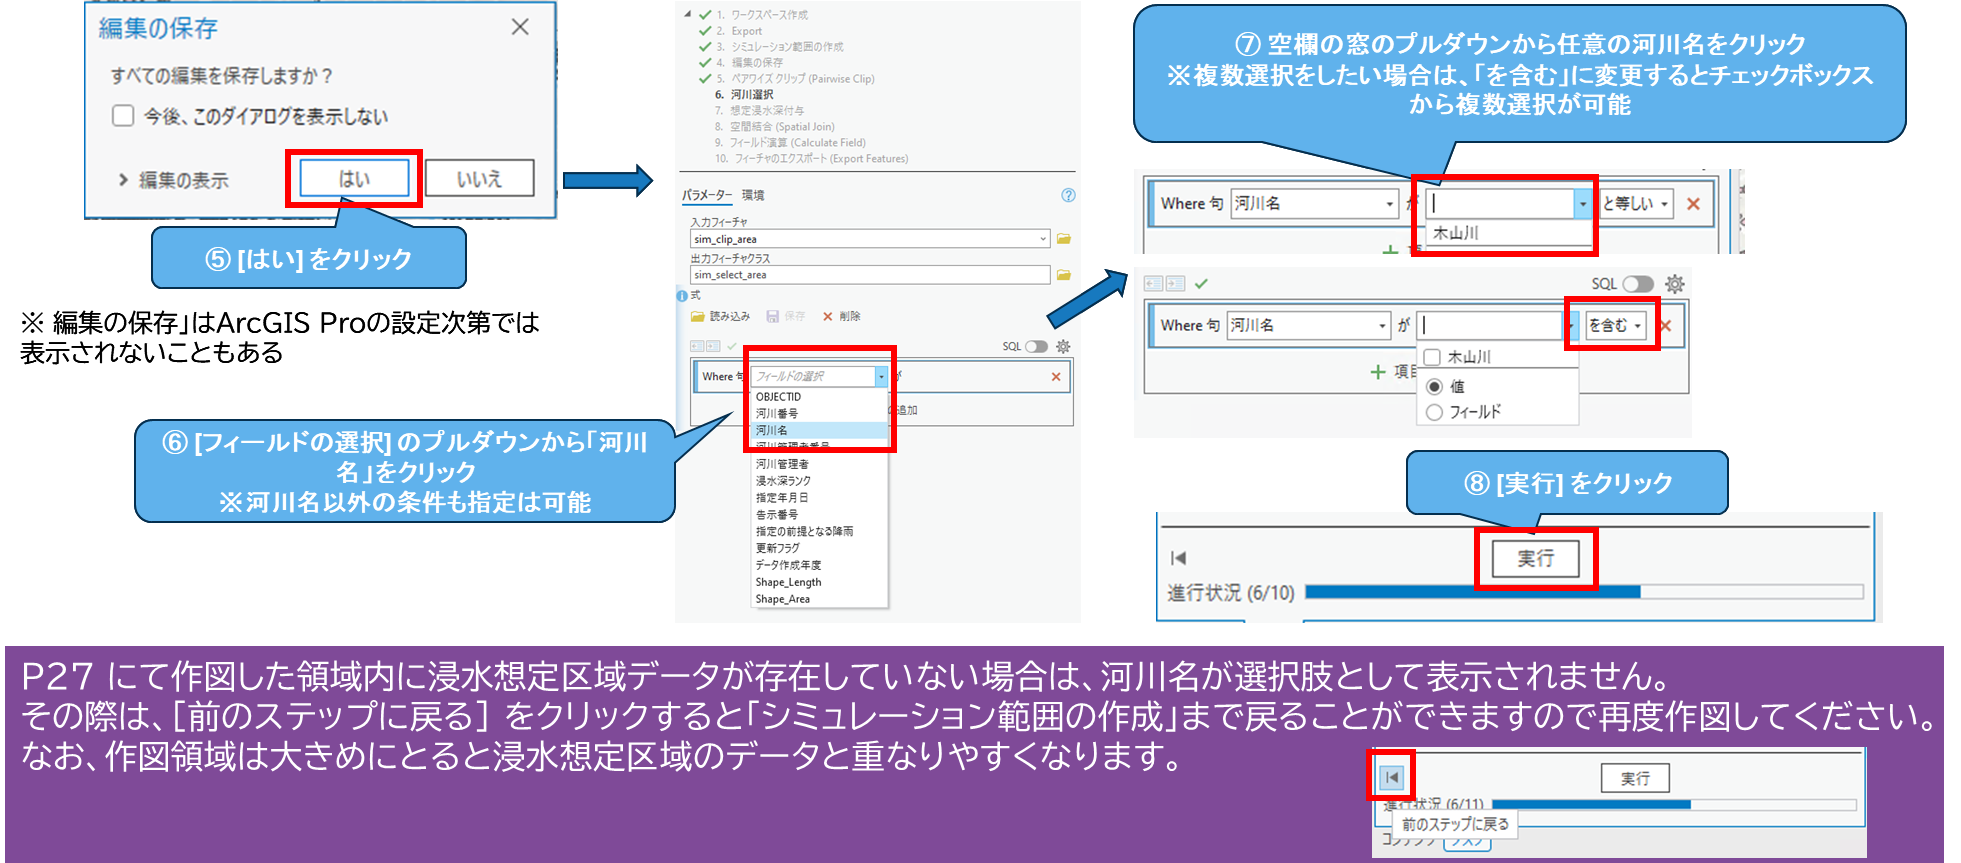 編集の保存
すべての編集を保存しますか？
今後、このダイアログを表示しない
編集の表示
はい
いいえ
⑤ [はい] をクリック
※ 編集の保存」はArcGIS Proの設定次第では
表示されないこともある
1. ワークスペース作成
2. Export
3. シミュレーション範囲の作成
4. 編集の保存
5. ペアワイズ クリップ (Pairwise Clip)
6. 河川選択
7. 想定浸水深付与
8. 空間結合 (Spatial Join)
9. フィールド演算 (Calculate Field)
10. フィーチャのエクスポート (Export Features)
パラメーター 環境
入力フィーチャ
sim_clip_area
出力フィーチャクラス
sim_select_area
式
読み込み 保存 削除
SQL
Where 句 フィールドの選択 が
の追加
OBJECTID
河川番号
河川名
河川管理者番号
河川管理者
浸水深ランク
指定年月日
告示番号
指定の前提となる降雨
更新フラグ
データ作成年度
Shape_Length
Shape_Area
⑥ [フィールドの選択] のプルダウンから「河川
名」をクリック
※河川名以外の条件も指定は可能
⑦ 空欄の窓のプルダウンから任意の河川名をクリック
※複数選択をしたい場合は、「を含む」に変更するとチェックボックス
から複数選択が可能
Where 句 河川名 が と等しい
木山川
SQL
Where 句 河川名 が を含む
木山川
項目
値
フィールド
⑧ [実行] をクリック
実行
進行状況 (6/10)
P27 にて作図した領域内に浸水想定区域データが存在していない場合は、河川名が選択肢として表示されません。
その際は、[前のステップに戻る] をクリックすると「シミュレーション範囲の作成」まで戻ることができますので再度作図してください。
なお、作図領域は大きめにとると浸水想定区域のデータと重なりやすくなります。
実行
進行状況 (6/11)
前のステップに戻る